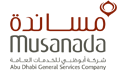 مساندة
Musanada
شركة أبوظبي للخدمات العامة
Abu Dhabi General Services Company